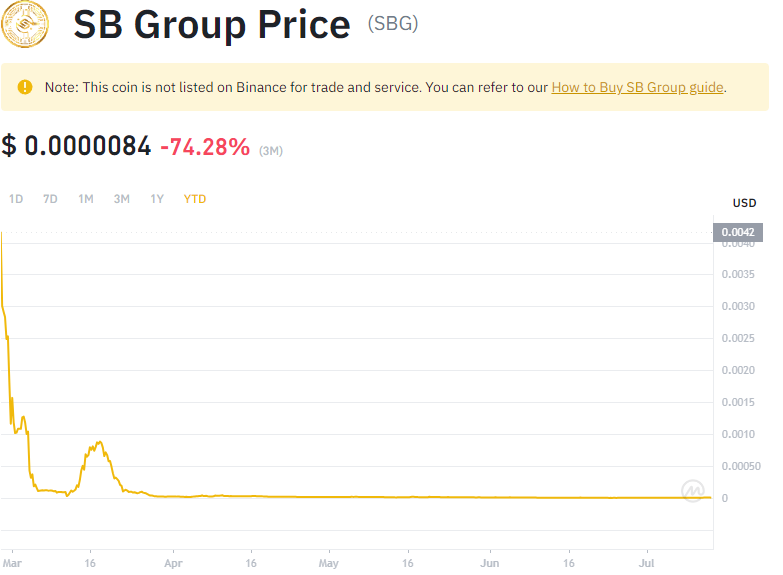 SB Group Price (SBG)
Note: This coin is not listed on Binance for trade and service. You can refer to our How to Buy SB Group guide.
$ 0.0000084 -74.28% (3M)
1D 7D 1M 3M 1Y YTD
USD
0.0042
0.0040
0.0035
0.0030
0.0025
0.0020
0.0015
0.0010
0.00050
0
Mar 16 Apr 16 May 16 Jun 16 Jul